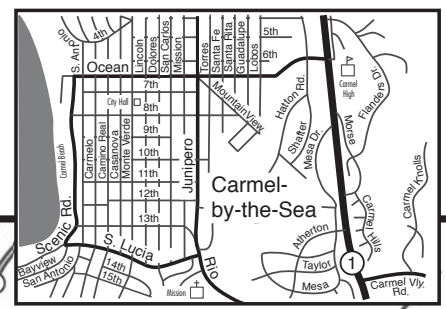 S. Antonio
4th
Lincoln
Dolores
San Carlos
Mission
Torres
Santa Fe
Santa Rita
Guadalupe
Lobos
5th
6th
Ocean
7th
City Hall
8th
Mountain View
Hatton Rd.
Carmel
High
Flanders Dr.
Carmel Beach
9th
10th
11th
12th
13th
Carmelo
Camino Real
Casanova
Monte Verde
Junipero
Shafter
Mesa Dr.
Morse
Carmel-
by-the-Sea
Carmel Knolls
Carmel Hills
Scenic Rd.
S. Lucia
Rio
Atherton
Taylor
Mesa
1
Bayview
San Antonio
14th
15th
Mission
Carmel Vly.
Rd.